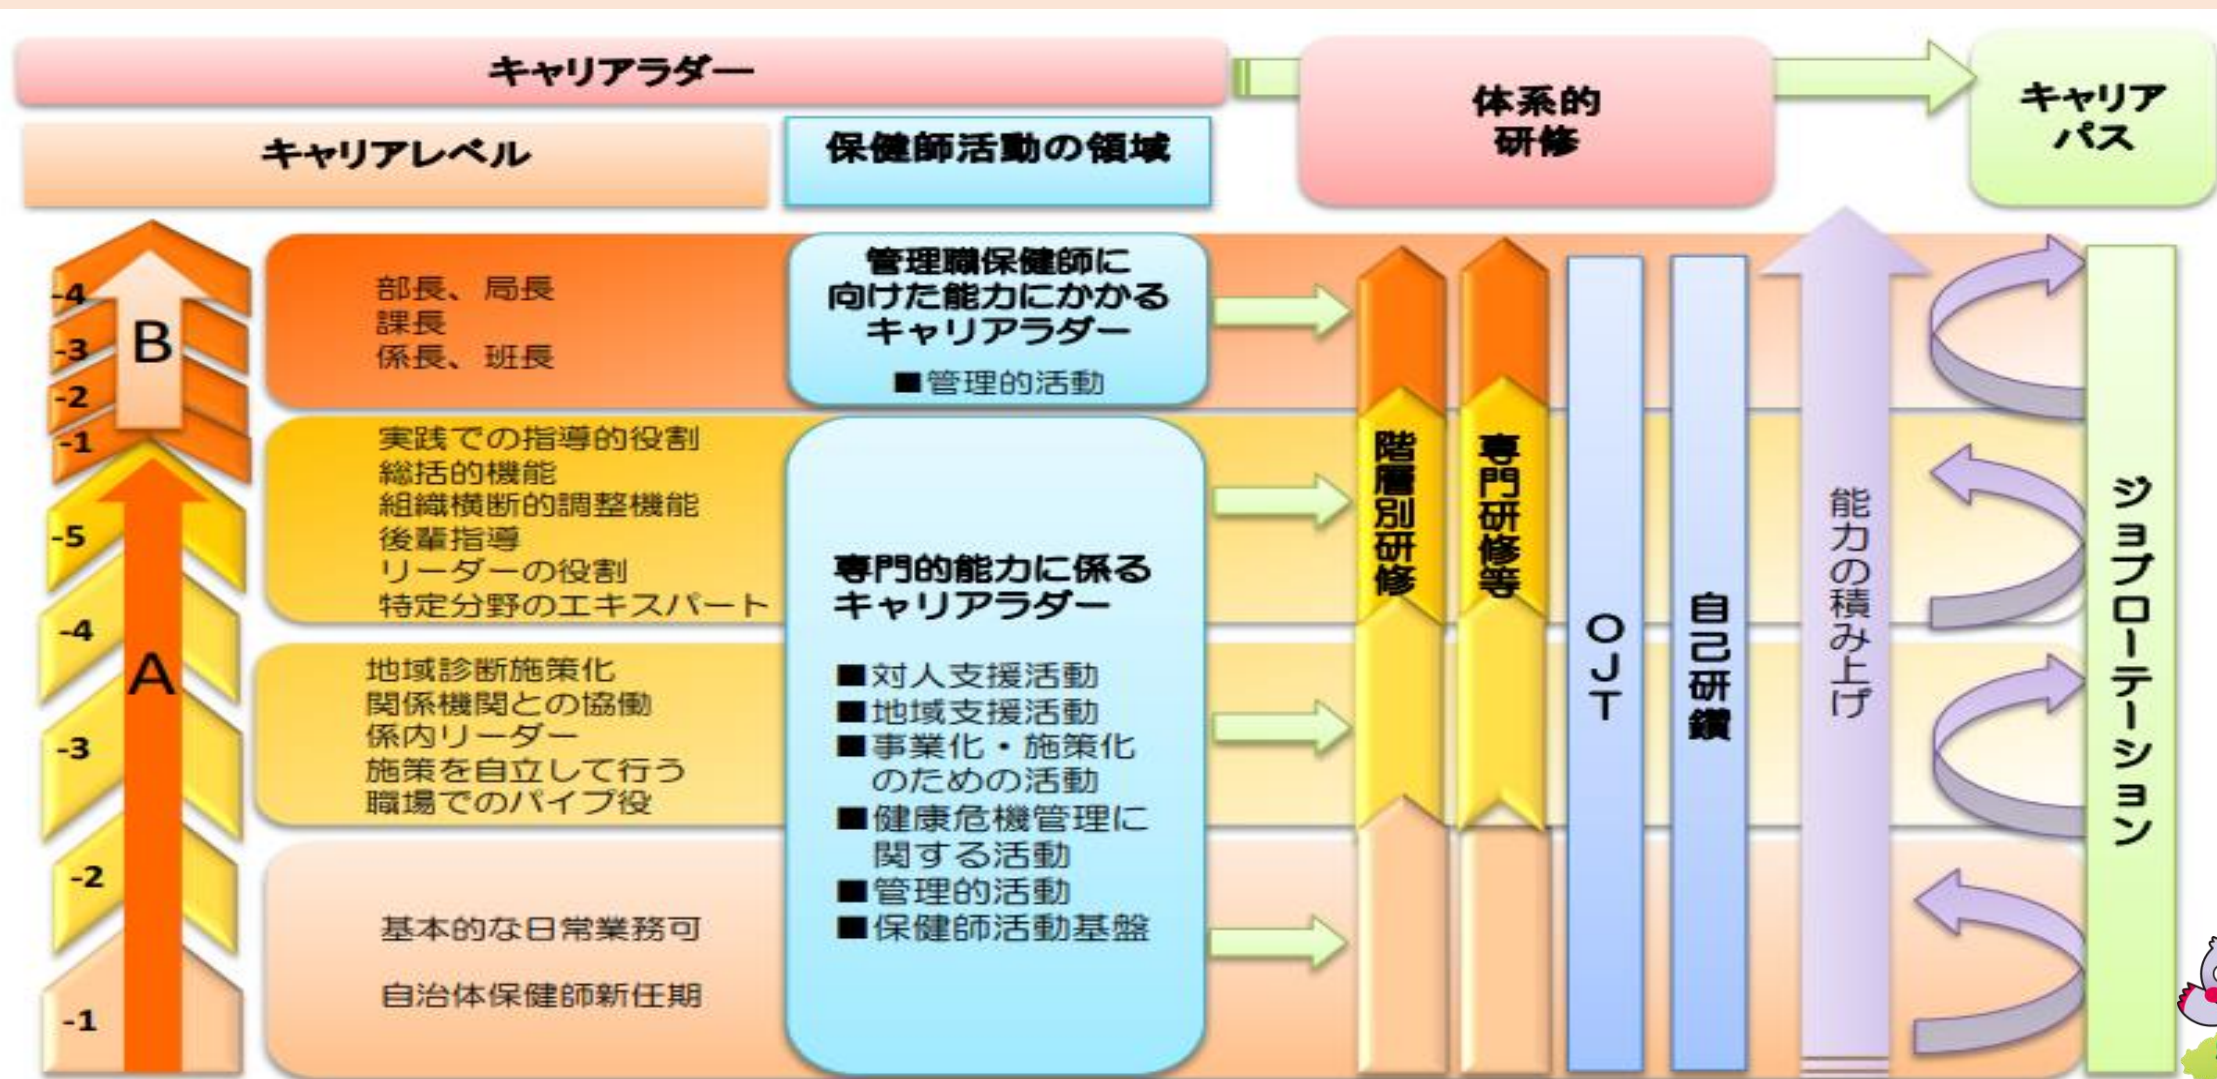 キャリアラダー
体系的
研修
キャリア
パス
キャリアレベル
保健師活動の領域
-4
-3
-2
-1
B
部長、局長
課長
係長、班長
管理職保健師に
向けた能力にかかる
キャリアラダー
■管理的活動
-5
-4
-3
-2
-1
A
実践での指導的役割
総括的機能
組織横断的調整機能
後輩指導
リーダーの役割
特定分野のエキスパート
地域診断施策化
関係機関との協働
係内リーダー
施策を自立して行う
職場でのパイプ役
基本的な日常業務可
自治体保健師新任期
専門的能力に係る
キャリアラダー
■対人支援活動
■地域支援活動
■事業化・施策化
のための活動
■健康危機管理に
関する活動
■管理的活動
■保健師活動基盤
階層別研修
専門研修等
OJT
自己研鑽
能力の積み上げ
ジョブローテーション